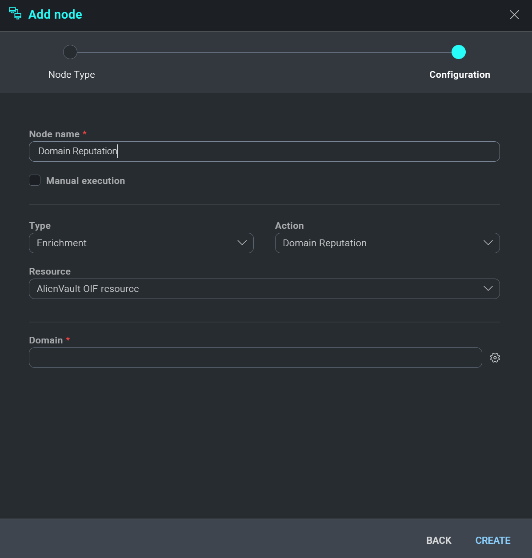 Add node
Node Type
Configuration
Node name *
Domain Reputation
Manual execution
Type
Action
Enrichment
Domain Reputation
Resource
AlienVault OIF resource
Domain *
BACK
CREATE